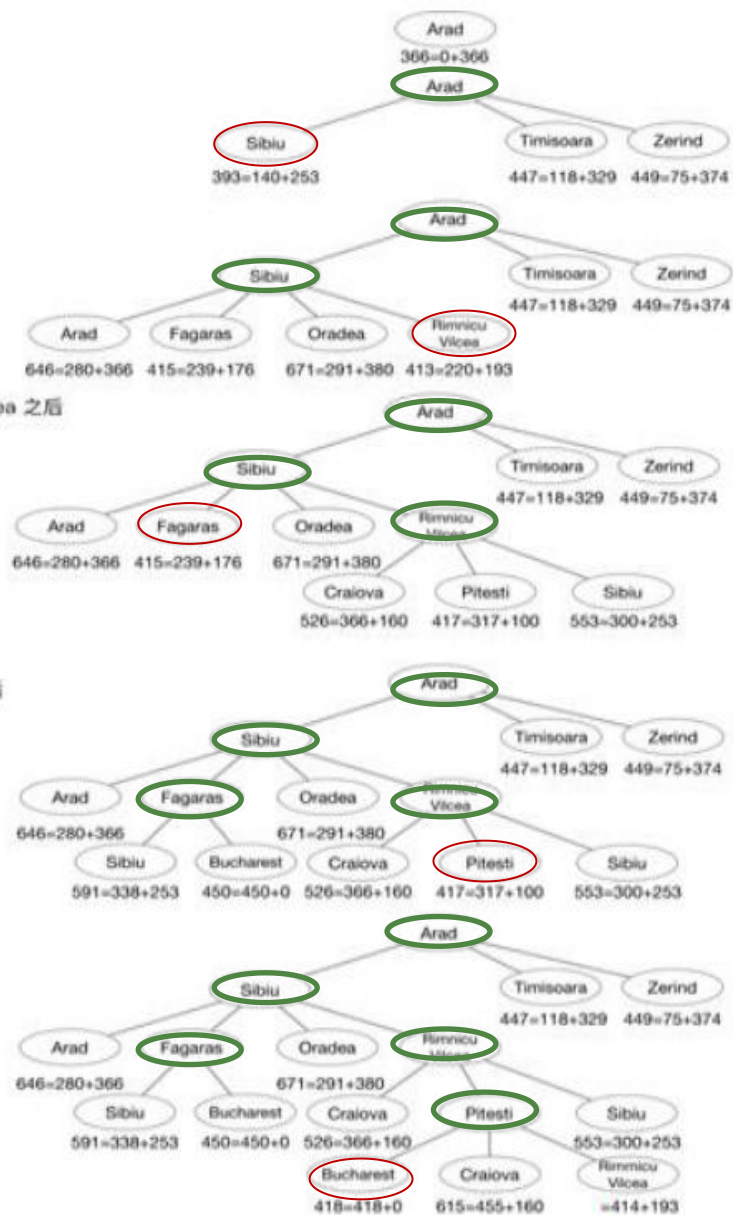 Arad
366=0+366
Arad
Sibiu Timisoara Zerind
393=140+253 447=118+329 449=75+374
Arad
Sibiu Timisoara Zerind
447=118+329 449=75+374
Arad Fagaras Oradea Rimnicu
Vilcea
646=280+366 415=239+176 671=291+380 413=220+193
ea 之后
Arad
Sibiu Timisoara Zerind
447=118+329 449=75+374
Arad Fagaras Oradea Rimnicu
Vilcea
646=280+366 415=239+176 671=291+380
Craiova Pitesti Sibiu
526=366+160 417=317+100 553=300+253
Arad
Sibiu Timisoara Zerind
447=118+329 449=75+374
Arad Fagaras Oradea Rimnicu
Vilcea
646=280+366 671=291+380
Sibiu Bucharest Craiova Pitesti Sibiu
591=338+253 450=450+0 526=366+160 417=317+100 553=300+253
Arad
Sibiu Timisoara Zerind
447=118+329 449=75+374
Arad Fagaras Oradea Rimnicu
Vilcea
646=280+366 671=291+380
Sibiu Bucharest Craiova Pitesti Sibiu
591=338+253 450=450+0 526=366+160 553=300+253
Bucharest Craiova Rimmicu
Vilcea
418=418+0 615=455+160 =414+193